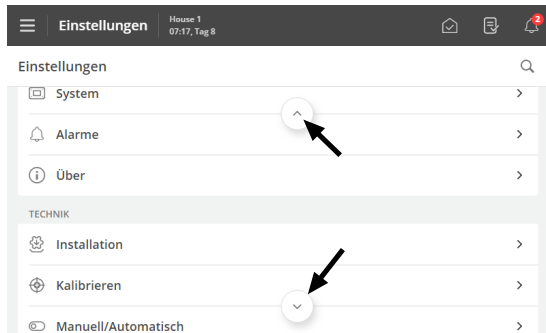 Einstellungen
House 1
07:17, Tag 8
2
Einstellungen
System
Alarme
Über
TECHNIK
Installation
Kalibrieren
Manuell/Automatisch